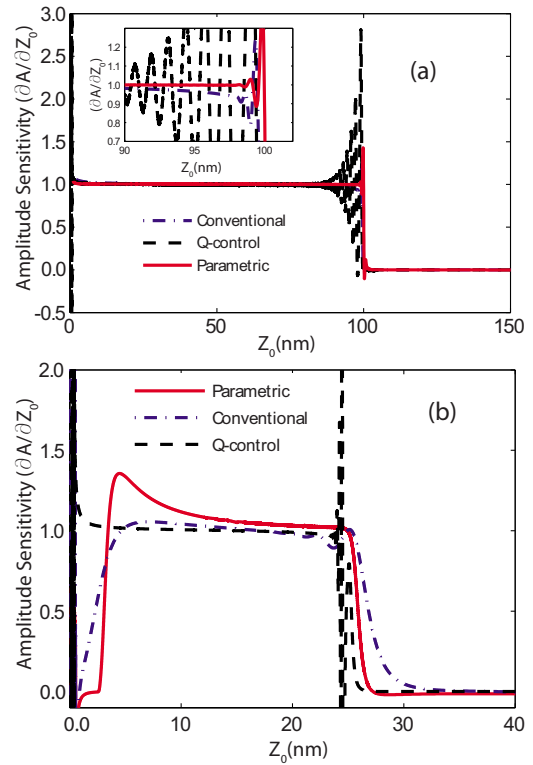 3.0
2.5
2.0
1.5
1.0
0.5
0.0
-0.5
Amplitude Sensitivity (∂A/∂Z0)
1.2
1.1
1.0
0.9
0.8
0.7
(∂A/∂Z0)
90
95
100
Z0(nm)
(a)
Conventional
Q-control
Parametric
0
50
100
150
Z0(nm)
2.0
1.5
1.0
0.5
0.0
Amplitude Sensitivity (∂A/∂Z0)
Parametric
Conventional
Q-control
(b)
0.0
10
20
30
40
Z0(nm)